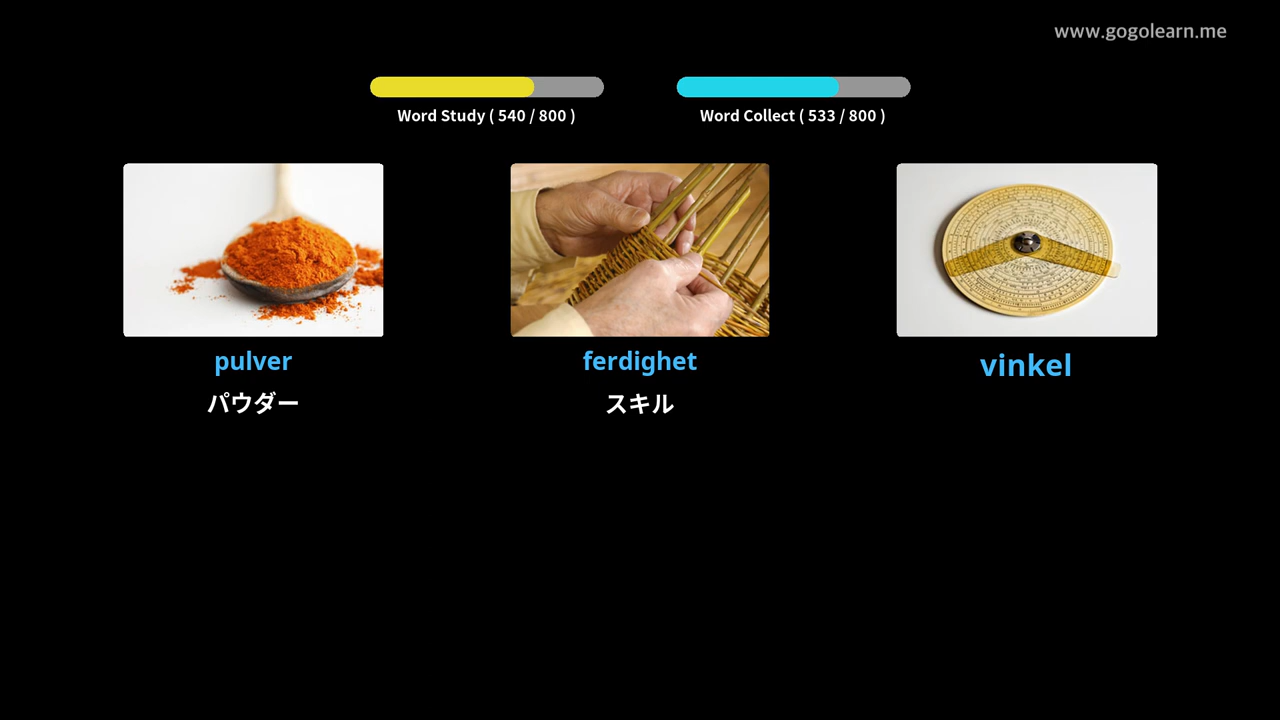 www.gogolearn.me
Word Study ( 540 / 800 )
Word Collect ( 533 / 800 )
pulver
パウダー
ferdighet
スキル
vinkel